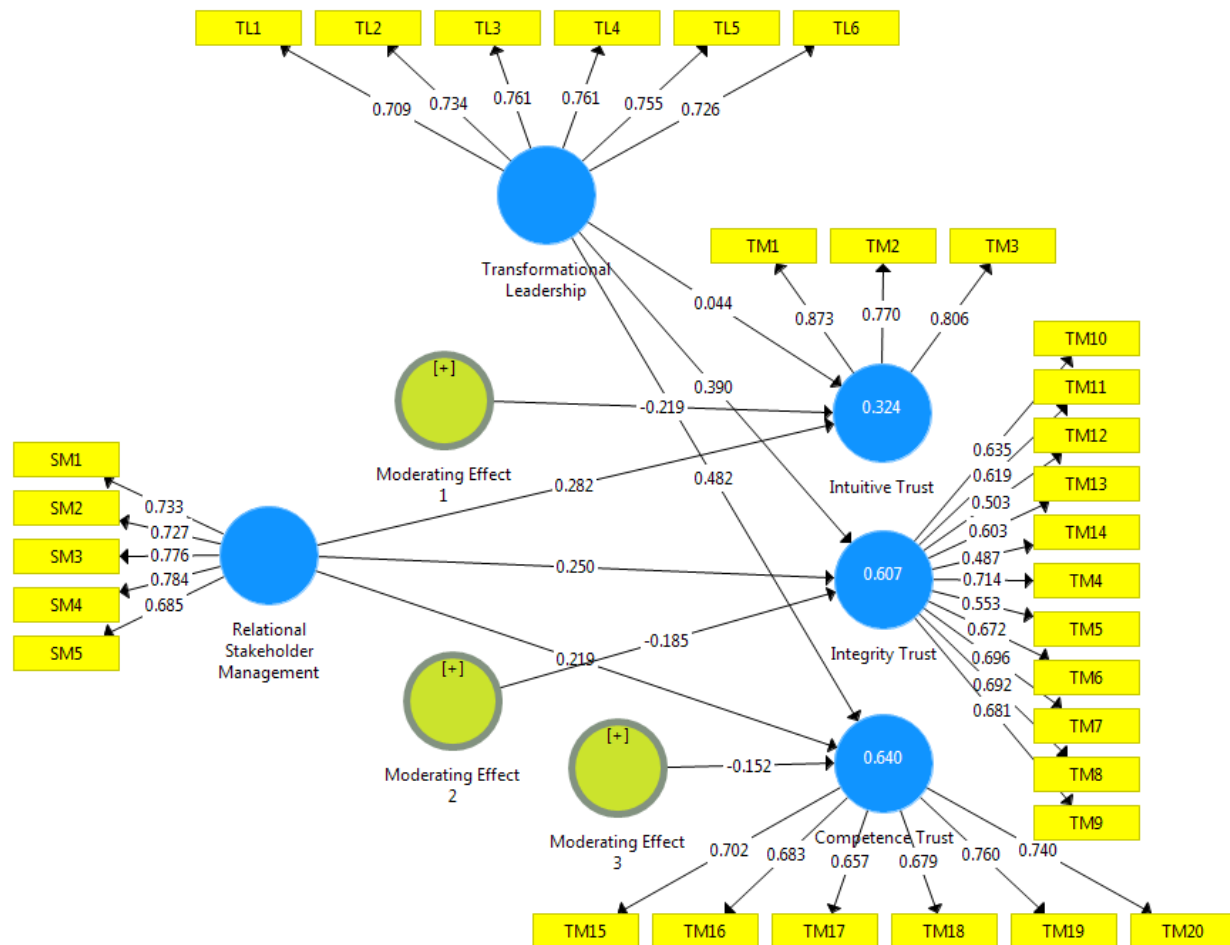 TL1 TL2 TL3 TL4 TL5 TL6
0.709 0.734 0.761 0.761 0.755 0.726
Transformational
Leadership
TM1 TM2 TM3
0.873 0.770 0.806
0.044
0.390
0.482
[+]
Moderating Effect
1
-0.219
0.324
Intuitive Trust
SM1
SM2
SM3
SM4
SM5
0.733
0.727
0.776
0.784
0.685
Relational
Stakeholder
Management
0.282
0.250
0.219
[+]
Moderating Effect
2
-0.185
0.607
Integrity Trust
0.635
0.619
0.503
0.603
0.487
0.714
0.553
0.672
0.696
0.692
0.681
TM10
TM11
TM12
TM13
TM14
TM4
TM5
TM6
TM7
TM8
TM9
[+]
Moderating Effect
3
-0.152
0.640
Competence Trust
0.702 0.683 0.657 0.679 0.760 0.740
TM15 TM16 TM17 TM18 TM19 TM20